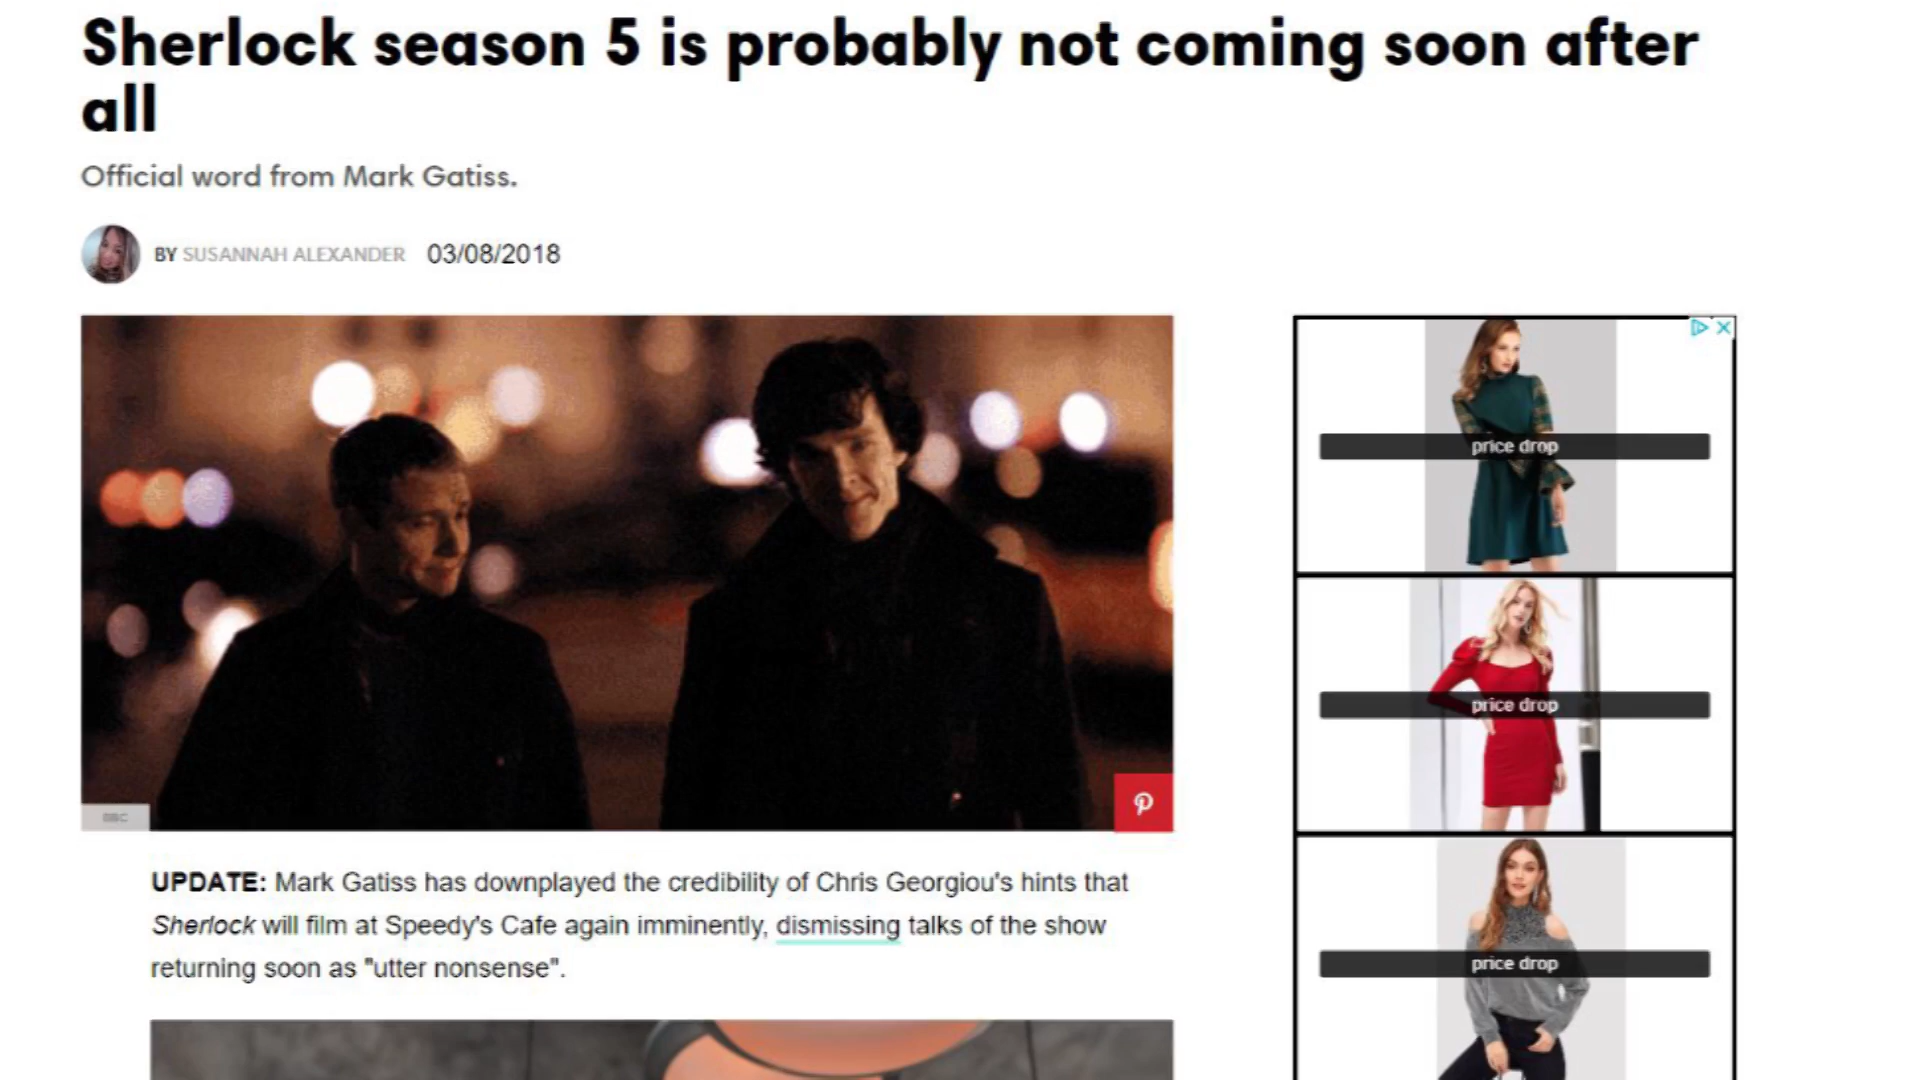 Sherlock season 5 is probably not coming soon after
all
Official word from Mark Gatiss.
BY SUSANNAH ALEXANDER 03/08/2018
BBC
UPDATE: Mark Gatiss has downplayed the credibility of Chris Georgiou's hints that
Sherlock will film at Speedy's Cafe again imminently, dismissing talks of the show
returning soon as "utter nonsense".
price drop
price drop
price drop